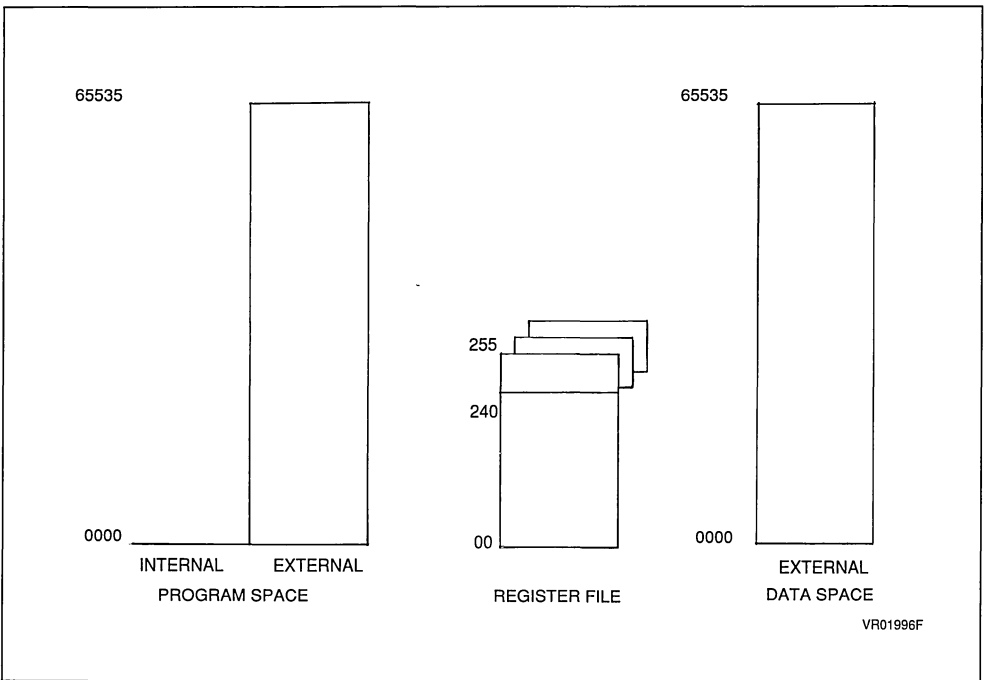 65535
65535
255
240
0000
00
0000
INTERNAL EXTERNAL
EXTERNAL
PROGRAM SPACE
REGISTER FILE
DATA SPACE
VR01996F